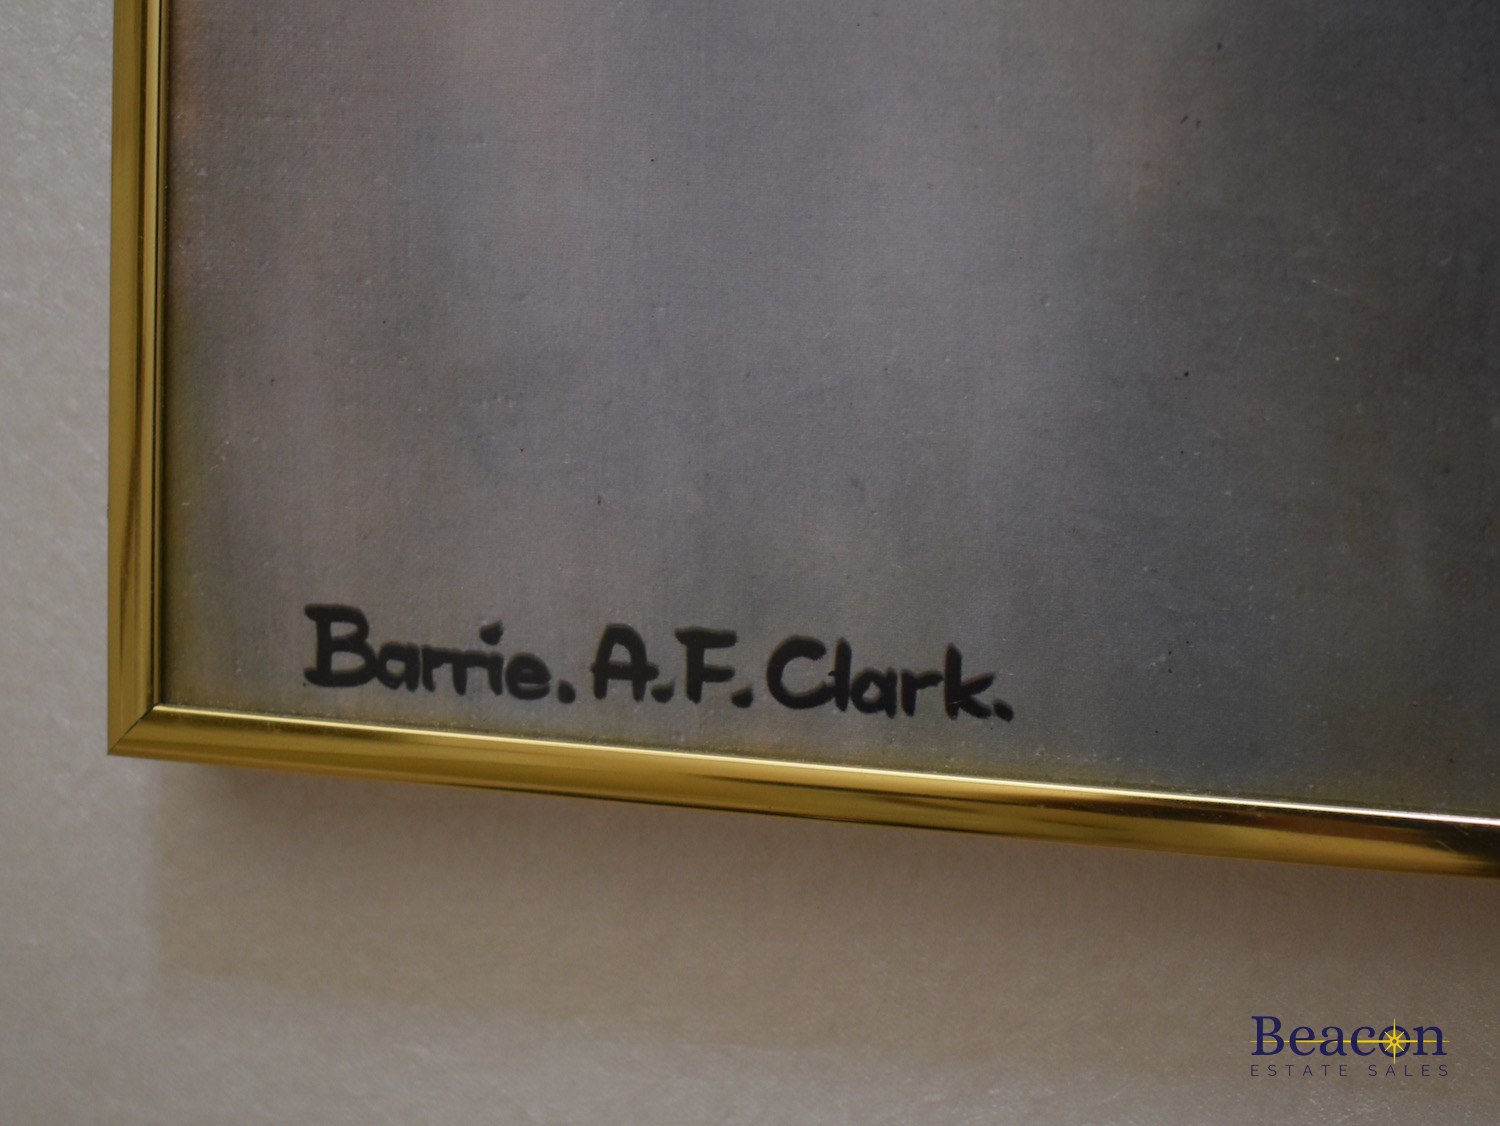 Barrie. A.F. Clark.
Beacon
ESTATE SALES